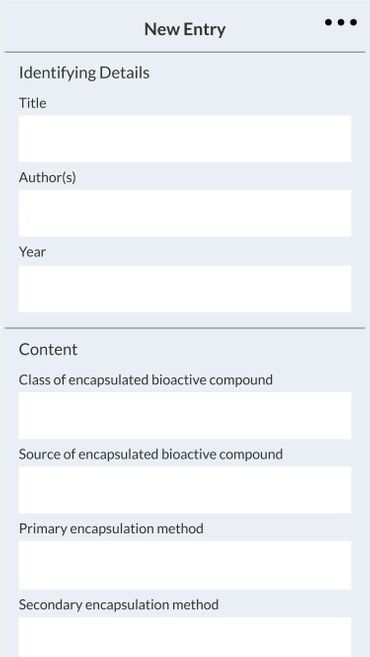 New Entry
Identifying Details
Title
Author(s)
Year
Content
Class of encapsulated bioactive compound
Source of encapsulated bioactive compound
Primary encapsulation method
Secondary encapsulation method